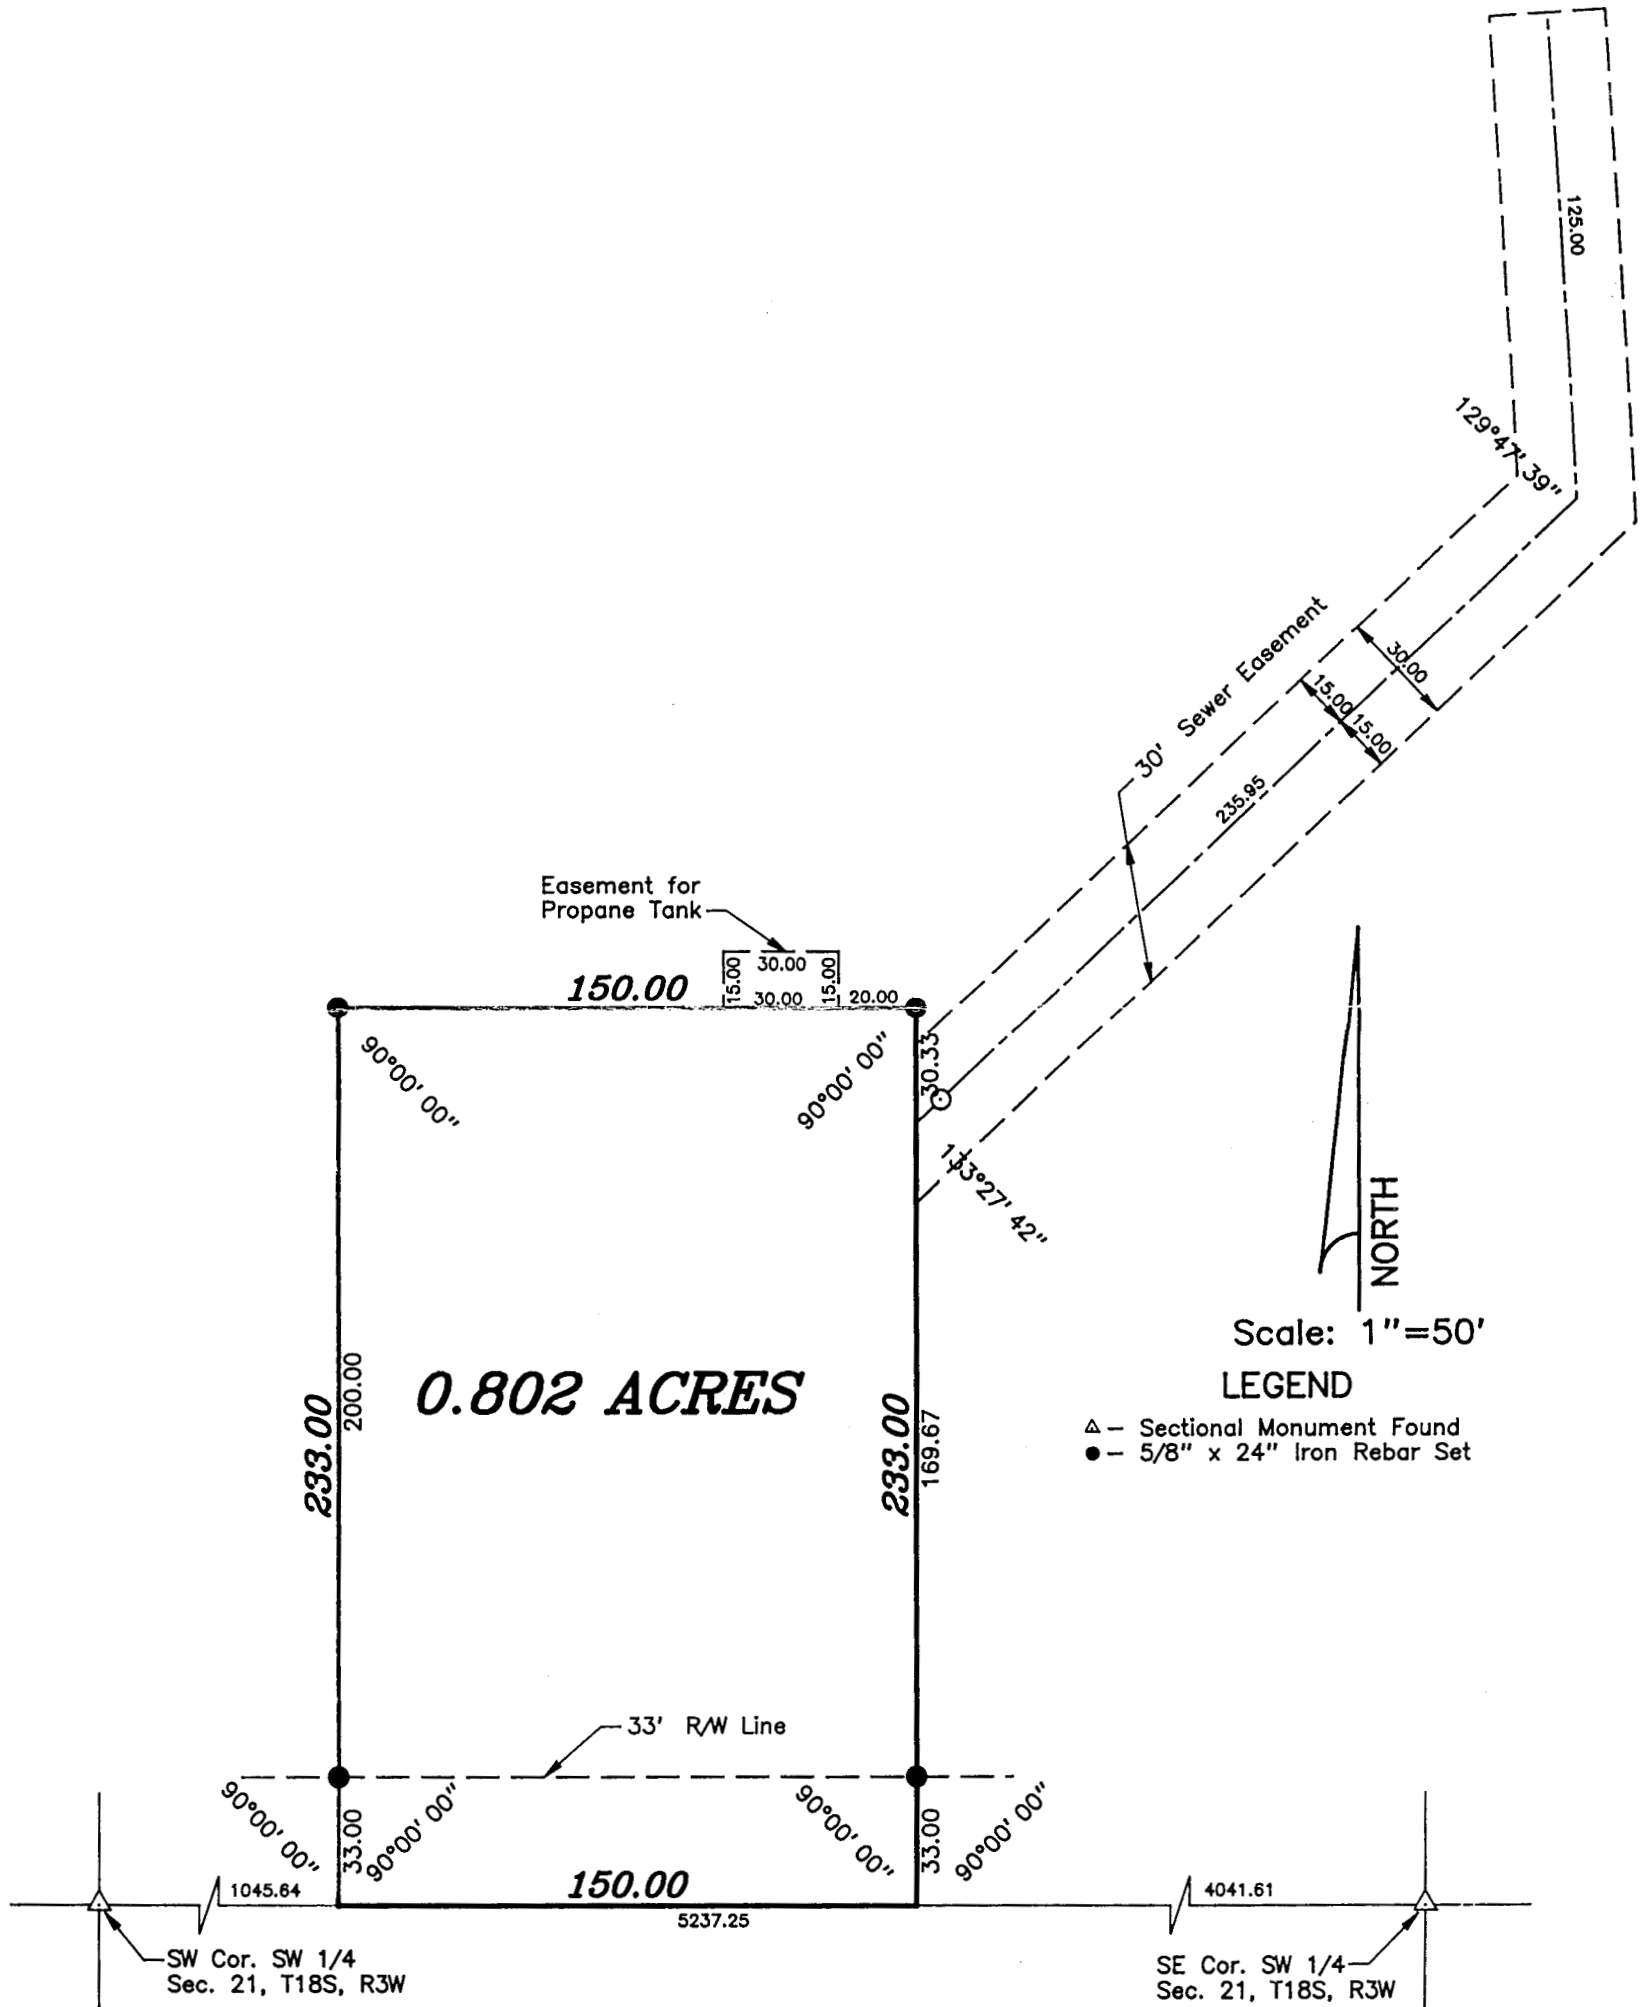 125.00
129°47'39"
30' Sewer Easement
30.00
15.00
15.00
235.95
Easement for
Propane Tank
15.00
30.00
15.00
150.00
30.00
20.00
90°00'00"
90°00'00"
30.33
133°27'42"
NORTH
Scale: 1"=50'
LEGEND
0.802 ACRES
233.00
200.00
233.00
169.67
– Sectional Monument Found
– 5/8" x 24" Iron Rebar Set
33' R/W Line
90°00'00"
33.00
90°00'00"
90°00'00"
33.00
90°00'00"
1045.64
150.00
4041.61
5237.25
SW Cor. SW 1/4
Sec. 21, T18S, R3W
SE Cor. SW 1/4
Sec. 21, T18S, R3W